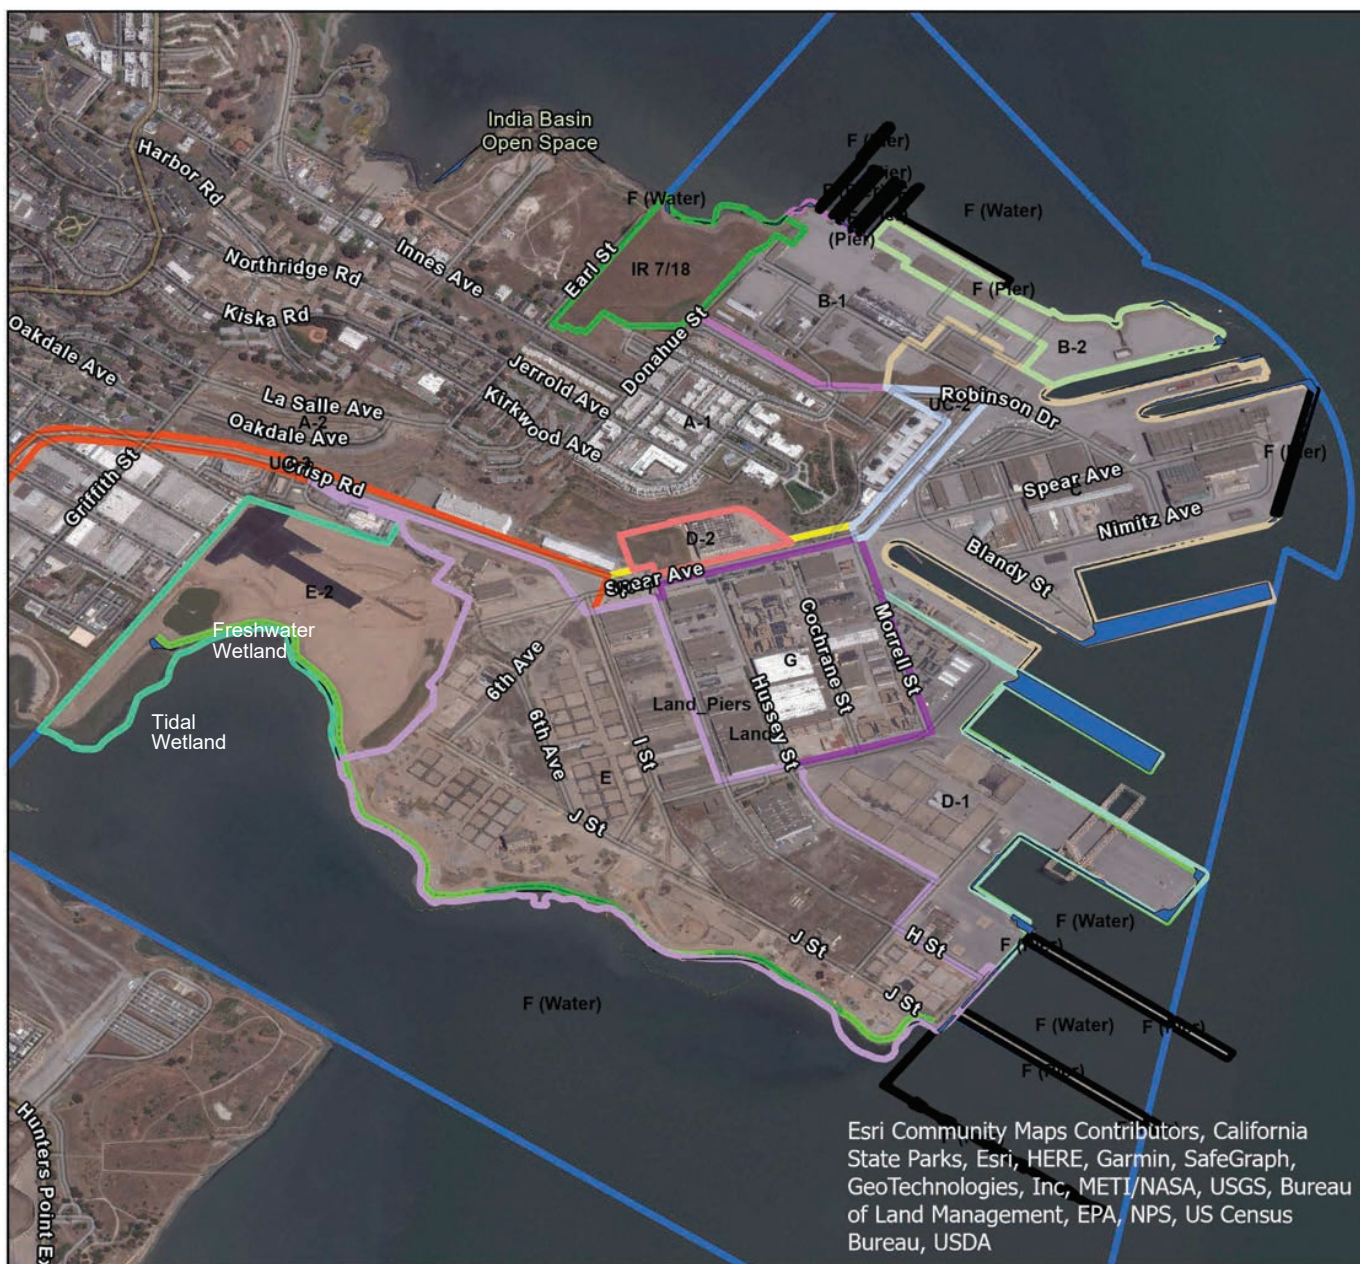 India Basin
Open Space
Harbor Rd
F (Water)
F (Water)
(Pier)
Innes Ave
Earl St
IR 7/18
Northridge Rd
Kiska Rd
B-1
B-2
Oakdale Ave
Donahue St
Jerrold Ave
Kirkwood Ave
La Salle Ave
A-2
Oakdale Ave
A-1
Robinson Dr
UC-2
Griffith St
Crisp Rd
Spear Ave
C
Nimitz Ave
D-2
Blandy St
Spear Ave
E-2
Freshwater
Wetland
Tidal
Wetland
6th Ave
6th Ave
I St
G
Cochrane St
Morrell St
Hussey St
Land_Piers
Land
E
J St
D-1
J St
H St
J St
F (Water)
F (Water)
F (Water)
Hunters Point Ex
Esri Community Maps Contributors, California
State Parks, Esri, HERE, Garmin, SafeGraph,
GeoTechnologies, Inc, METI/NASA, USGS, Bureau
of Land Management, EPA, NPS, US Census
Bureau, USDA